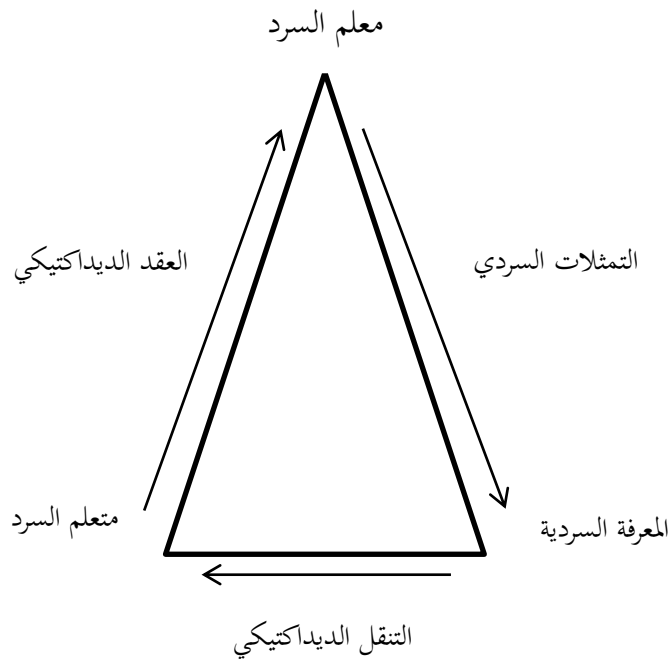 معلم السرد
التمثلات السردي
العقد الديداكتيكي
المعرفة السردية
متعلم السرد
التنقل الديداكتيكي